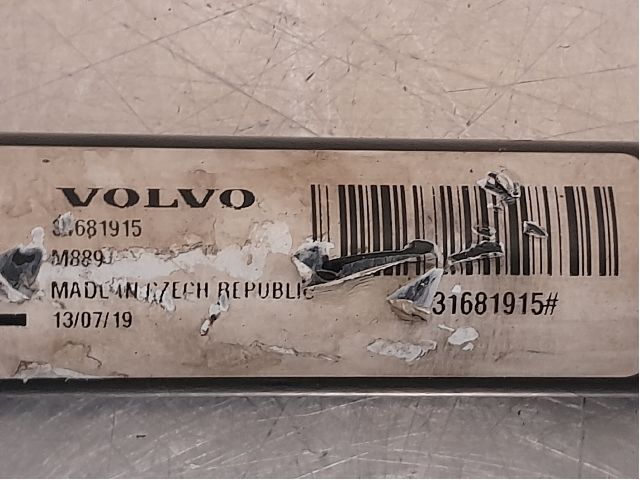 VOLVO
31681915
M889J
MADE IN CZECH REPUBLIC
13/07/19
31681915#